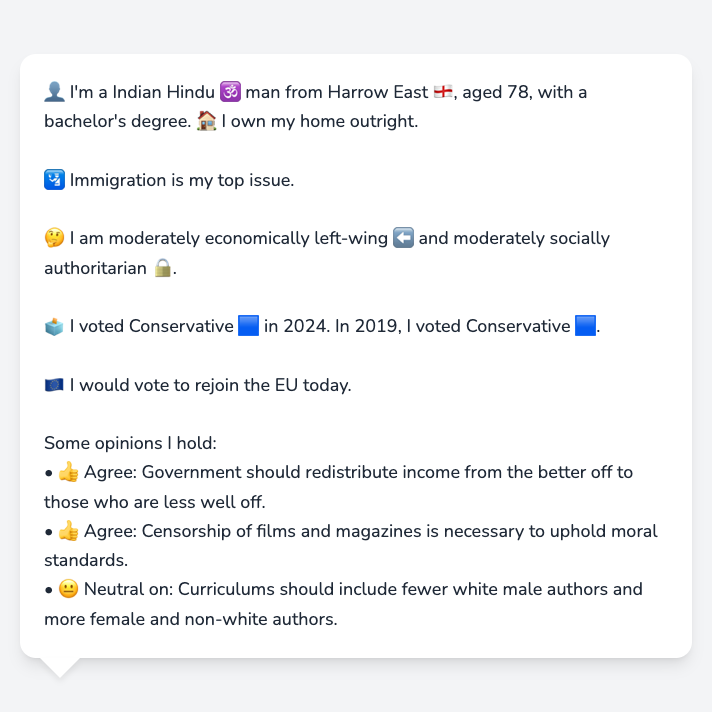 👤 I'm a Indian Hindu 🕉️ man from Harrow East 🏴󠁧󠁢󠁥󠁮󠁧󠁿, aged 78, with a
bachelor's degree. 🏠 I own my home outright.
🛂 Immigration is my top issue.
🤔 I am moderately economically left-wing ⬅️ and moderately socially
authoritarian 🔒.
🗳️ I voted Conservative 🟦 in 2024. In 2019, I voted Conservative 🟦.
🇪🇺 I would vote to rejoin the EU today.
Some opinions I hold:
• 👍 Agree: Government should redistribute income from the better off to
those who are less well off.
• 👍 Agree: Censorship of films and magazines is necessary to uphold moral
standards.
• 😐 Neutral on: Curriculums should include fewer white male authors and
more female and non-white authors.